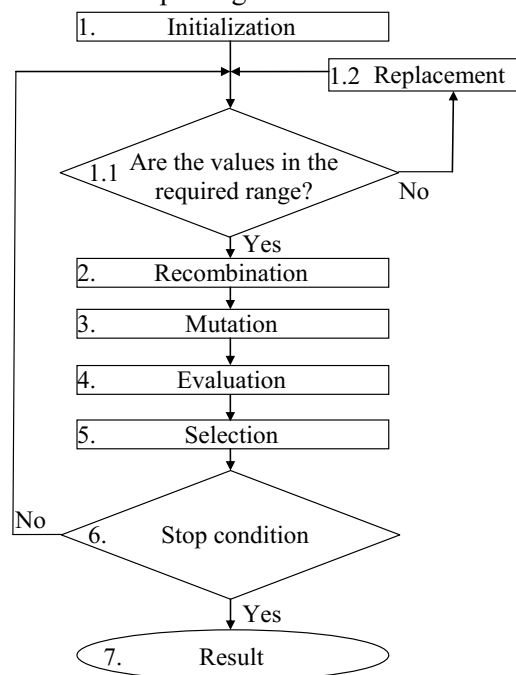 1. Initialization
1.2 Replacement
1.1 Are the values in the
required range?
No
Yes
2. Recombination
3. Mutation
4. Evaluation
5. Selection
No
6. Stop condition
Yes
7. Result